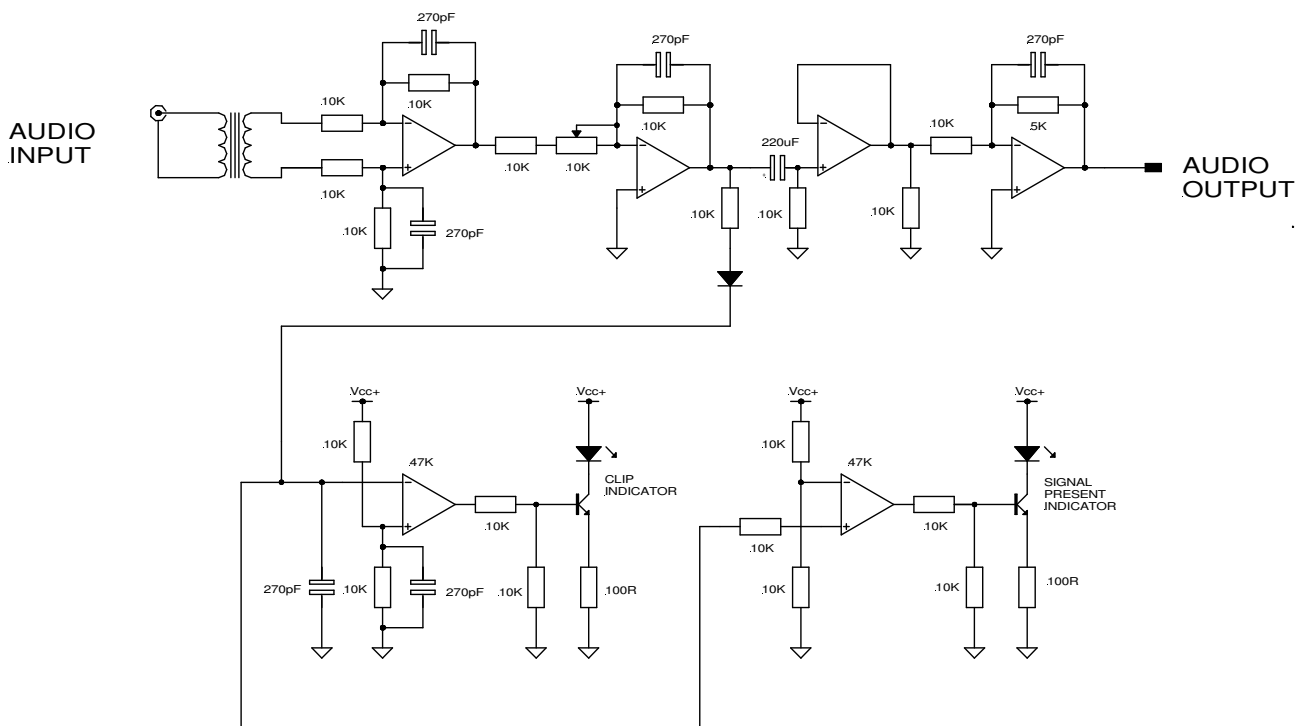 .270pF
.270pF
.270pF
.10K
.10K
.10K
.10K
.5K
AUDIO
.INPUT
220uF
AUDIO
OUTPUT
.10K
.10K
.10K
.10K
.10K
.10K
.10K
.270pF
.Vcc+
.Vcc+
.Vcc+
.Vcc+
.10K
.10K
.47K
.47K
CLIP
.INDICATOR
SIGNAL
PRESENT
.INDICATOR
.10K
.10K
.10K
270pF
.10K
270pF
.10K
.100R
.10K
.10K
.100R